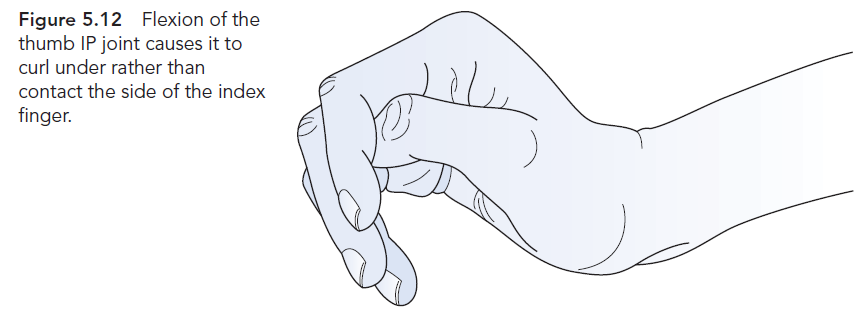 Figure 5.12 Flexion of the
thumb IP joint causes it to
curl under rather than
contact the side of the index
finger.